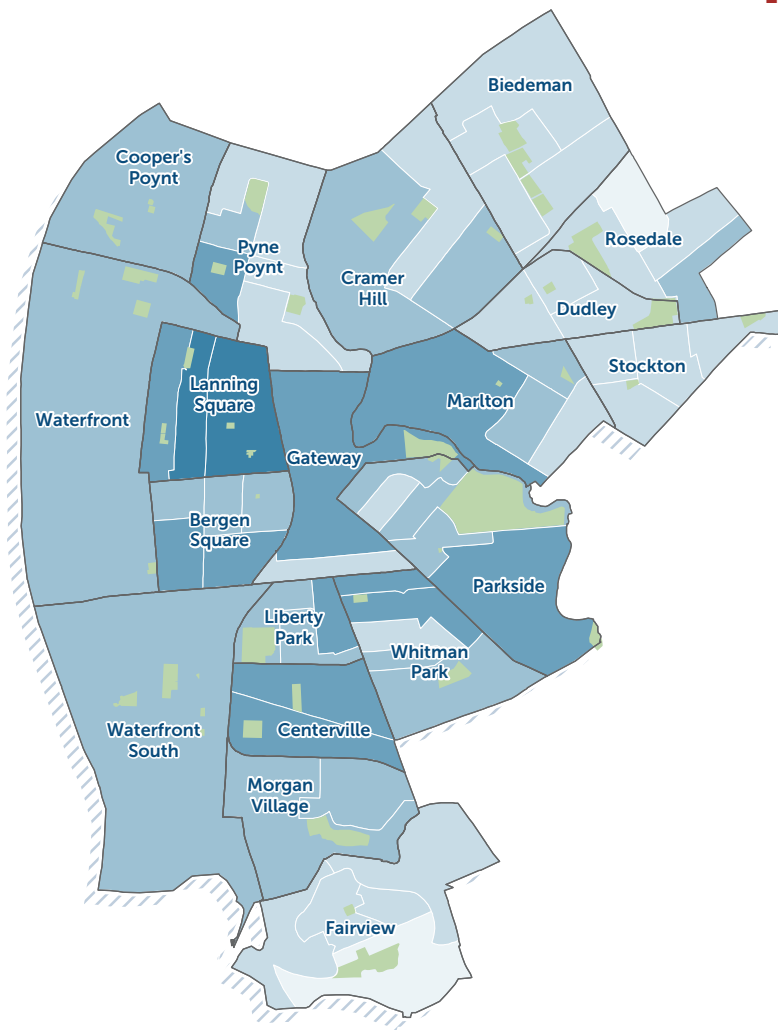 Biedeman
Cooper's
Poynt
Rosedale
Pyne
Poynt
Cramer
Hill
Dudley
Stockton
Lanning
Square
Marlton
Waterfront
Gateway
Bergen
Square
Parkside
Liberty
Park
Whitman
Park
Waterfront
South
Centerville
Morgan
Village
Fairview